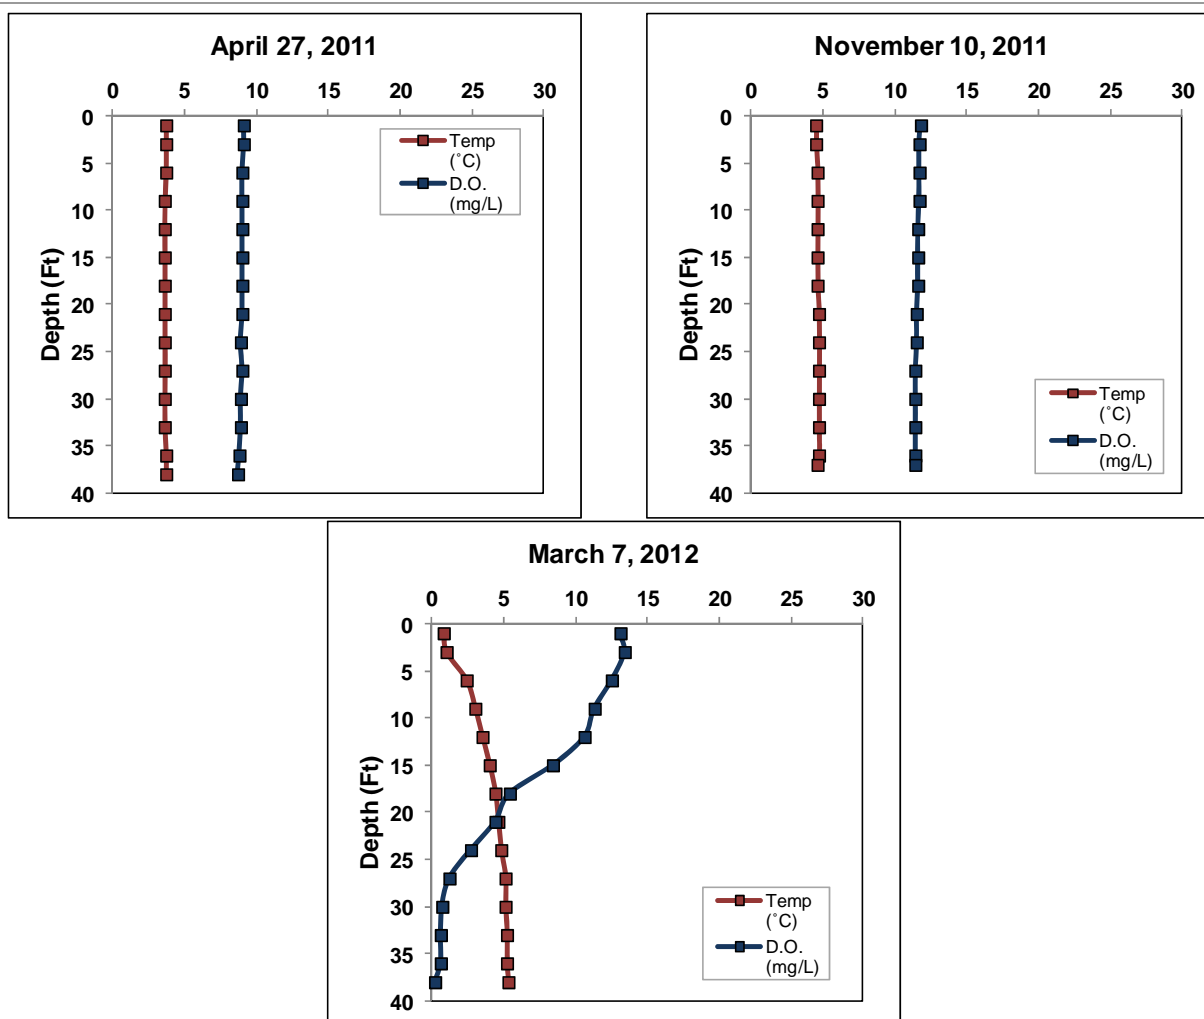 April 27, 2011
0 5 10 15 20 25 30
0
5
10
15
20
25
30
35
40
Depth (Ft)
Temp
(˚C)
D.O.
(mg/L)
November 10, 2011
0 5 10 15 20 25 30
0
5
10
15
20
25
30
35
40
Depth (Ft)
Temp
(˚C)
D.O.
(mg/L)
March 7, 2012
0 5 10 15 20 25 30
0
5
10
15
20
25
30
35
40
Depth (Ft)
Temp
(˚C)
D.O.
(mg/L)